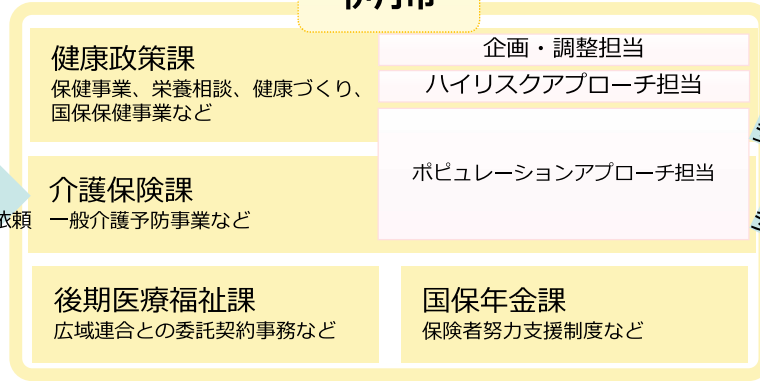 健康政策課
保健事業、栄養相談、健康づくり、
国保保健事業など
企画・調整担当
ハイリスクアプローチ担当
ポピュレーションアプローチ担当
介護保険課
依頼
一般介護予防事業など
後期医療福祉課
広域連合との委託契約事務など
国保年金課
保険者努力支援制度など